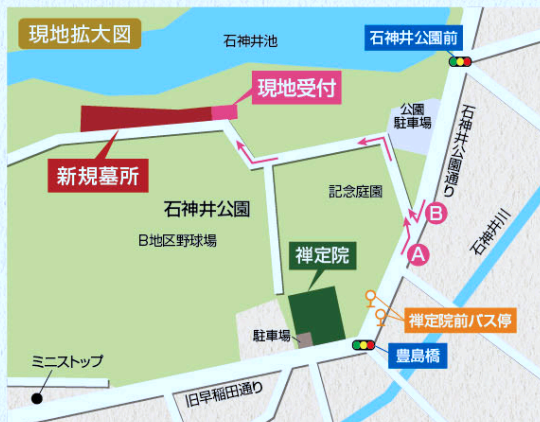 現地拡大図
石神井池
石神井公園前
現地受付
公園
駐車場
石神井公園通り
新規墓所
石神井公園
記念庭園
B地区野球場
B
A
三井
石神
禅定院
禅定院前バス停
駐車場
豊島橋
ミニストップ
旧早稲田通り